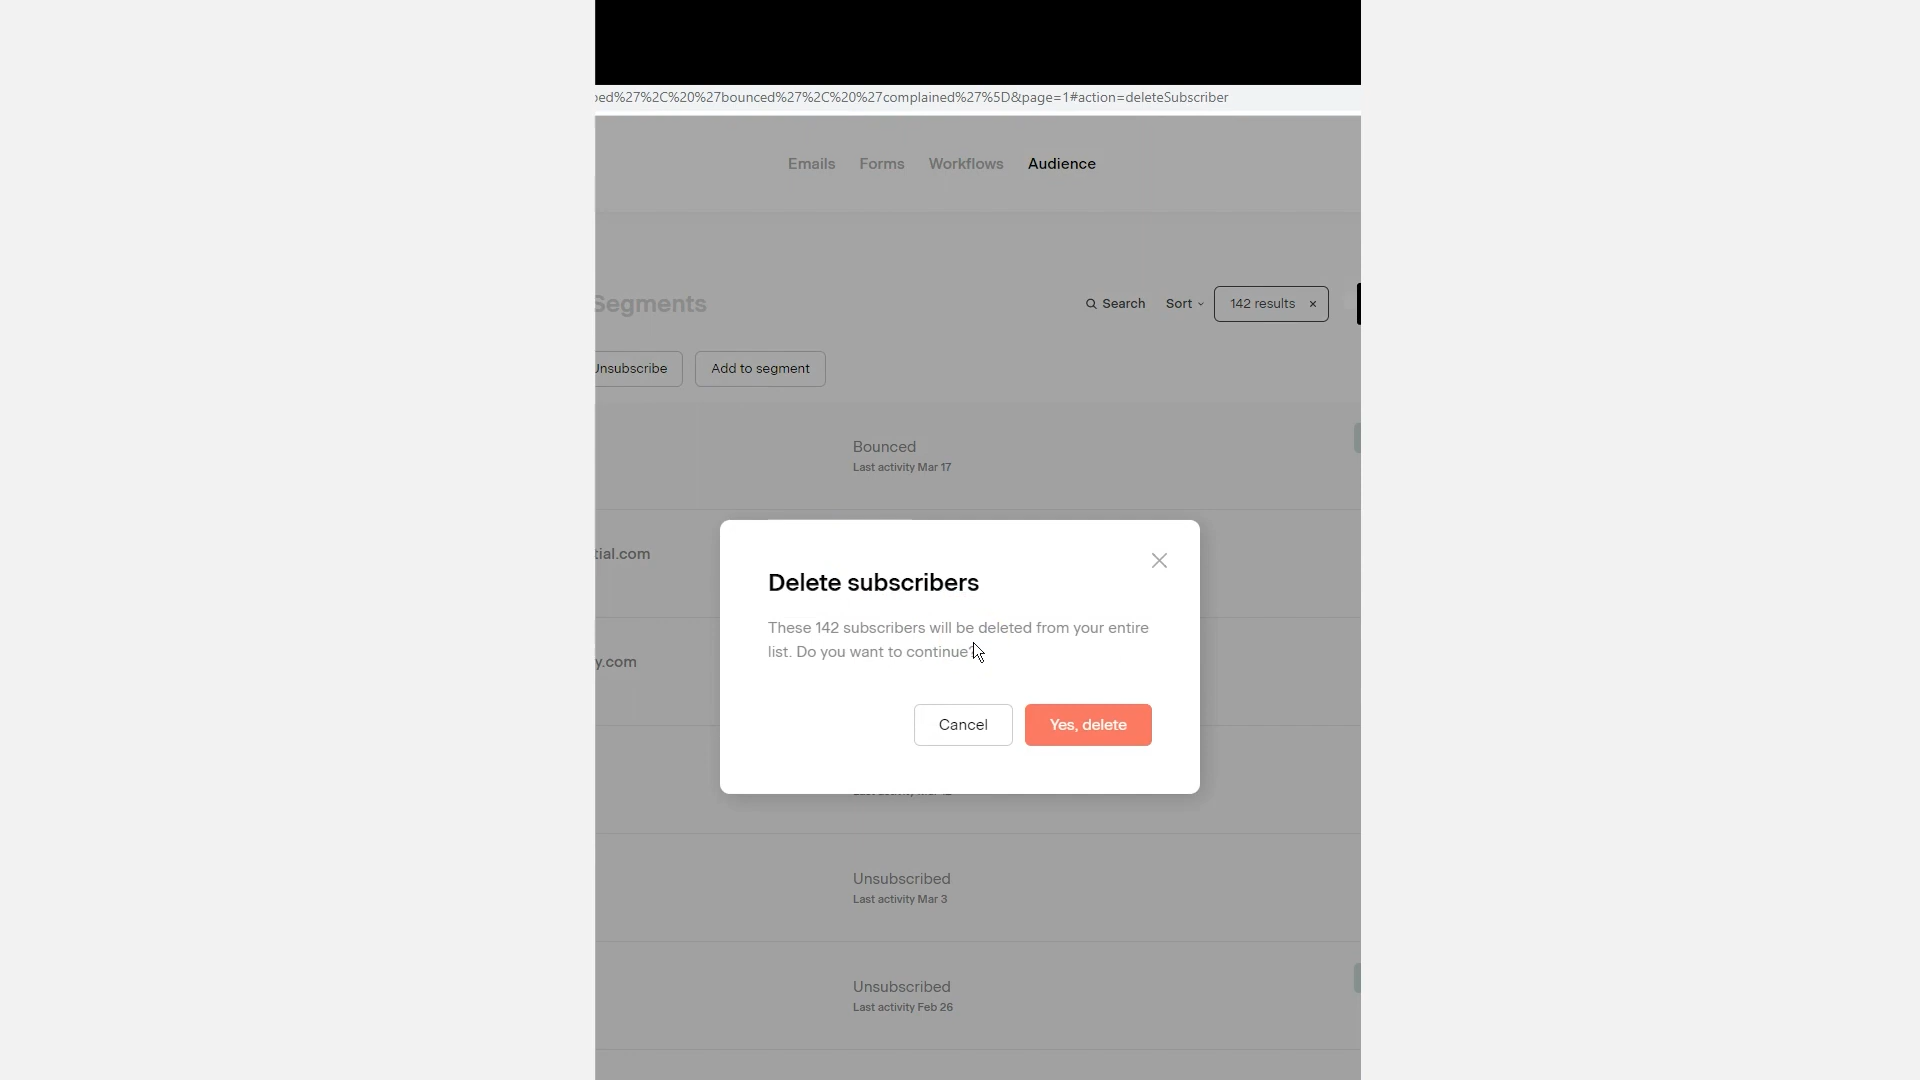 bed%27%2C%20%27bounced%27%2C%20%27complained%27%5D&page=1#action=deleteSubscriber
Emails Forms Workflows Audience
Segments Search Sort 142 results ×
Unsubscribe Add to segment
Bounced
Last activity Mar 17
tial.com
Delete subscribers
These 142 subscribers will be deleted from your entire
list. Do you want to continue?
y.com
Cancel Yes, delete
Unsubscribed
Last activity Mar 3
Unsubscribed
Last activity Feb 26